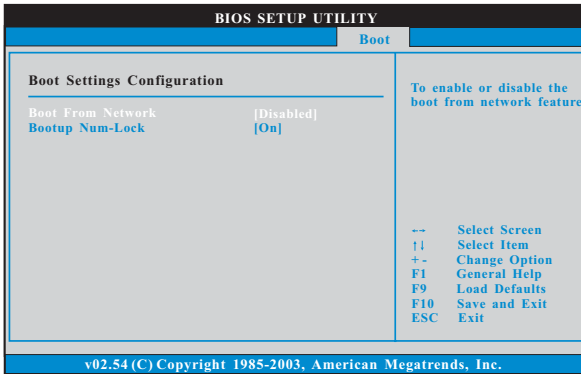 BIOS SETUP UTILITY
Boot
Boot Settings Configuration
Boot From Network [Disabled]
Bootup Num-Lock [On]
To enable or disable the
boot from network feature
←→ Select Screen
↑↓ Select Item
+ - Change Option
F1 General Help
F9 Load Defaults
F10 Save and Exit
ESC Exit
v02.54 (C) Copyright 1985-2003, American Megatrends, Inc.